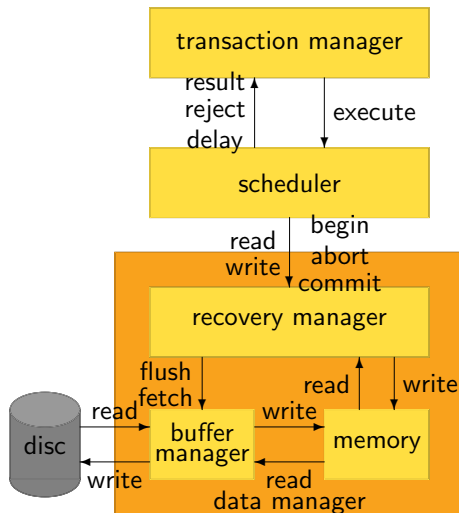 transaction manager
result
reject
delay
execute
scheduler
begin
read
abort
write
commit
recovery manager
flush
fetch
read
write
read
write
disc
buffer
manager
memory
write
read
data manager